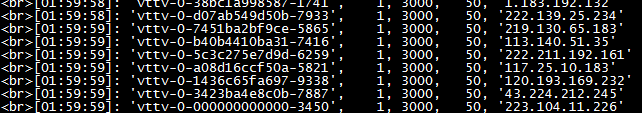 <br>[01:59:58]: 'vttv-0-38bc1a998587-1741', 1, 3000, 50, '1.183.192.132'
<br>[01:59:58]: 'vttv-0-d07ab549d50b-7933', 1, 3000, 50, '222.139.25.234'
<br>[01:59:59]: 'vttv-0-7451ba2bf9ce-5865', 1, 3000, 50, '219.130.65.183'
<br>[01:59:59]: 'vttv-0-b40b4410ba31-7416', 1, 3000, 50, '113.140.51.35'
<br>[01:59:59]: 'vttv-0-5c3c275e7d9d-6259', 1, 3000, 50, '222.211.192.161'
<br>[01:59:59]: 'vttv-0-a08d16ccf50a-5821', 1, 3000, 50, '117.25.10.183'
<br>[01:59:59]: 'vttv-0-1436c65fa697-9338', 1, 3000, 50, '120.193.169.232'
<br>[01:59:59]: 'vttv-0-3423ba4e8c0b-7887', 1, 3000, 50, '43.224.212.245'
<br>[01:59:59]: 'vttv-0-000000000000-3450', 1, 3000, 50, '223.104.11.226'